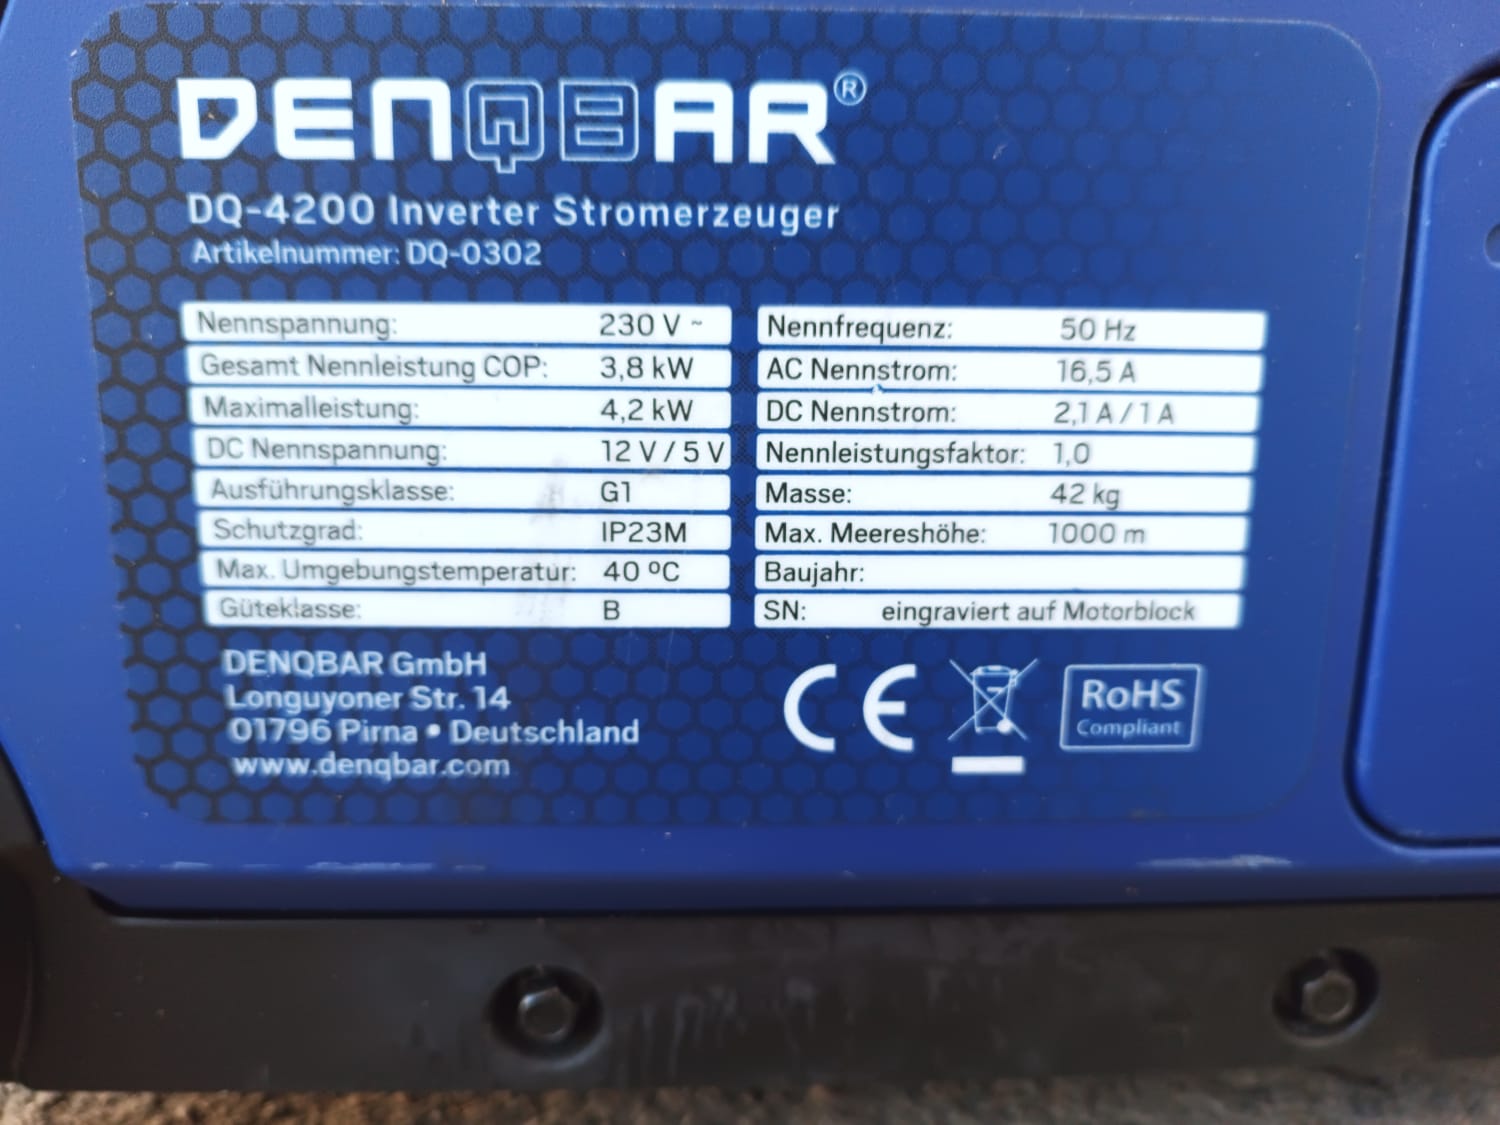 DENQBAR®
DQ-4200 Inverter Stromerzeuger
Artikelnummer: DQ-0302
Nennspannung: 230 V ~
Gesamt Nennleistung COP: 3,8 kW
Maximalleistung: 4,2 kW
DC Nennspannung: 12 V / 5 V
Ausführungsklasse: G1
Schutzgrad: IP23M
Max. Umgebungstemperatur: 40 ºC
Güteklasse: B
Nennfrequenz: 50 Hz
AC Nennstrom: 16,5 A
DC Nennstrom: 2,1 A / 1 A
Nennleistungsfaktor: 1,0
Masse: 42 kg
Max. Meereshöhe: 1000 m
Baujahr:
SN: eingraviert auf Motorblock
DENQBAR GmbH
Longuyoner Str. 14
01796 Pirna • Deutschland
www.denqbar.com
CE
RoHS
Compliant